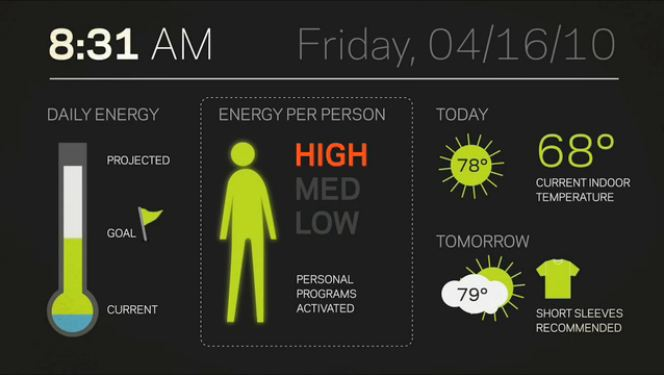 8:31 AM
Friday, 04/16/10
DAILY ENERGY
PROJECTED
GOAL
CURRENT
ENERGY PER PERSON
HIGH
MED
LOW
PERSONAL
PROGRAMS
ACTIVATED
TODAY
78°
68°
CURRENT INDOOR
TEMPERATURE
TOMORROW
79°
SHORT SLEEVES
RECOMMENDED